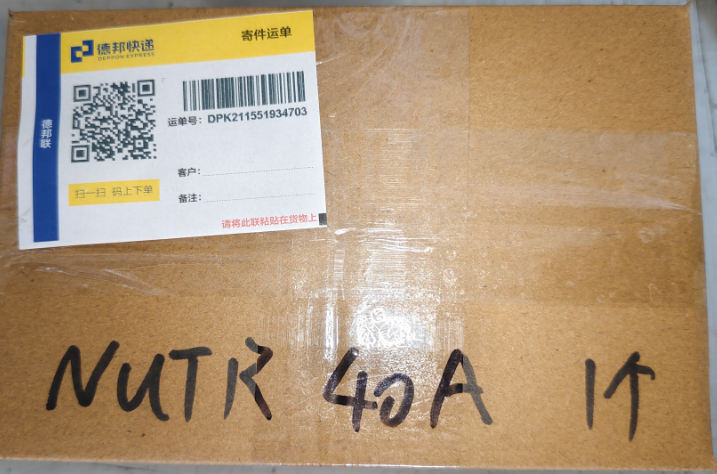 德邦快递
DEPPON EXPRESS
寄件运单
德邦联
运单号：DPK211551934703
扫一扫 码上下单
客户：
备注：
请将此联粘贴在货物上
NUTR 40A 1个